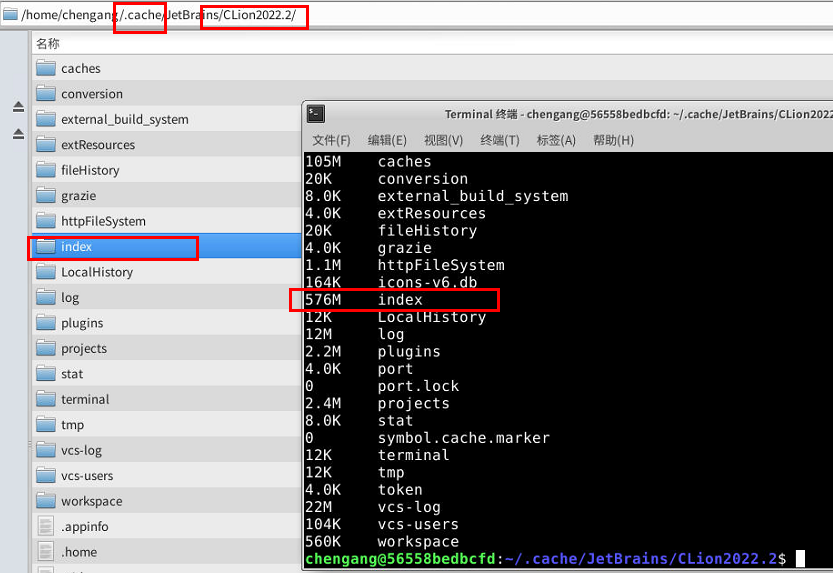 /home/chengang/.cache/JetBrains/CLion2022.2/
名称
caches
conversion
external_build_system
extResources
fileHistory
grazie
httpFileSystem
index
LocalHistory
log
plugins
projects
stat
terminal
tmp
vcs-log
vcs-users
workspace
.appinfo
.home
Terminal 终端 - chengang@56558bedbcfd: ~/.cache/JetBrains/CLion2022.2
文件(F) 编辑(E) 视图(V) 终端(T) 标签(A) 帮助(H)
105M caches
20K conversion
8.0K external_build_system
4.0K extResources
20K fileHistory
4.0K grazie
1.1M httpFileSystem
164K icons-v6.db
576M index
12K LocalHistory
12M log
2.2M plugins
4.0K port
0 port.lock
2.4M projects
8.0K stat
0 symbol.cache.marker
12K terminal
12K tmp
4.0K token
22M vcs-log
104K vcs-users
560K workspace
chengang@56558bedbcfd:~/.cache/JetBrains/CLion2022.2$